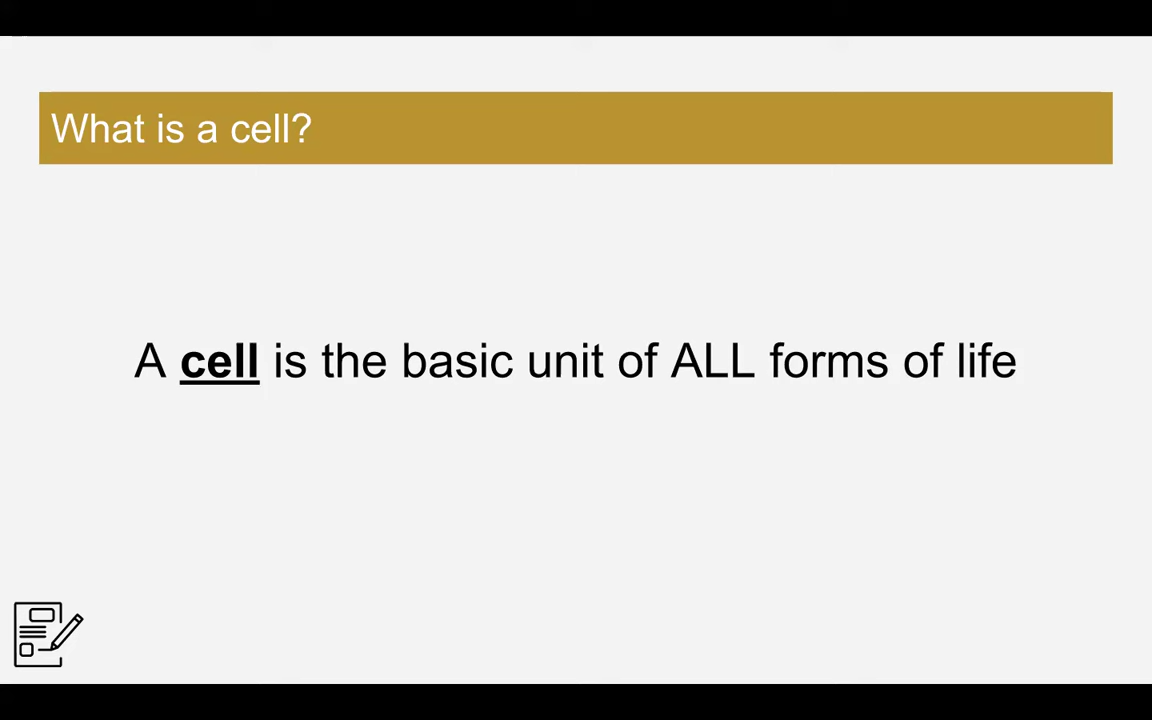 What is a cell?
A cell is the basic unit of ALL forms of life